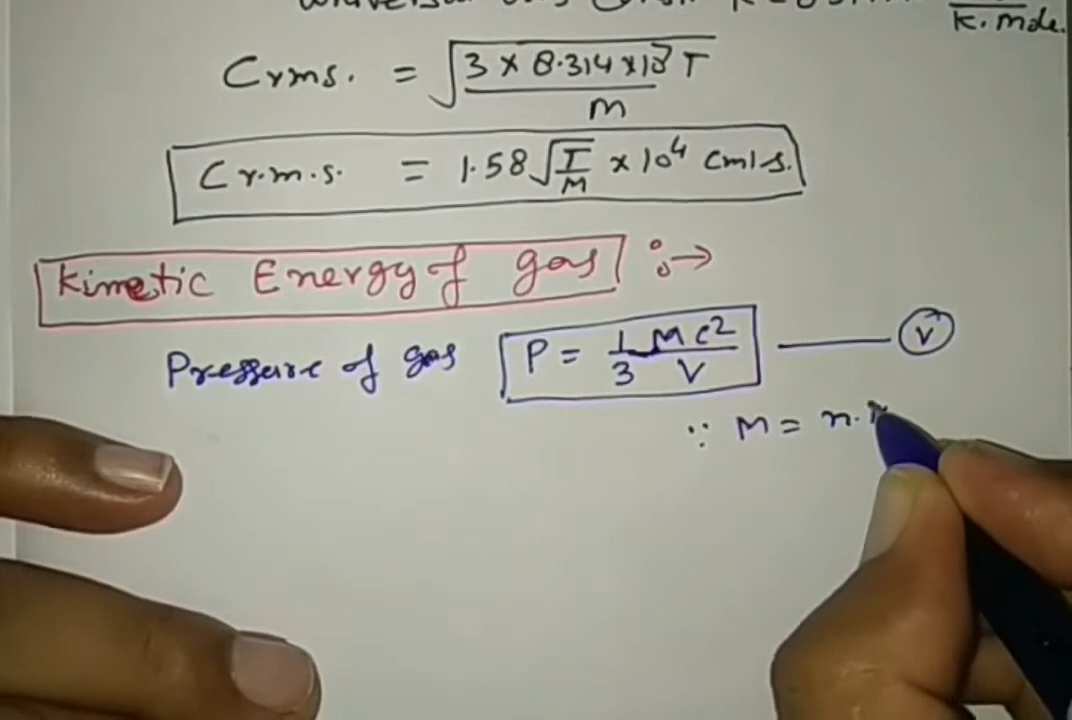 K. mole.
Crms. = √3 × 8.314 × 10⁷ T / M
Cr.m.s. = 1.58 √T/M × 10⁴ cm/s.
Kinetic Energy of gas :→
Pressure of gas P = 1/3 MC²/V —— (v)
∵ M = n.